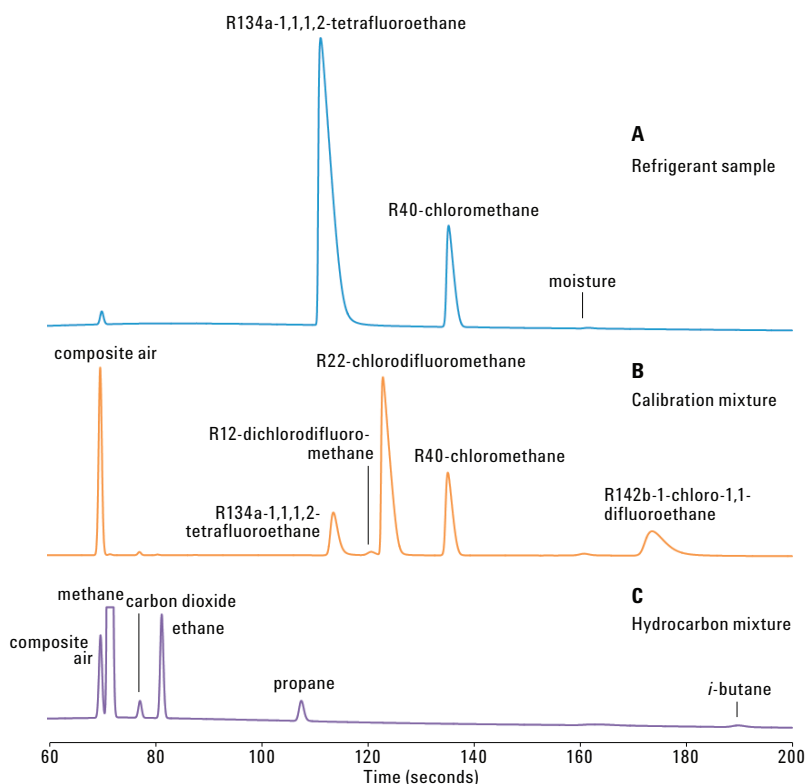 R134a-1,1,1,2-tetrafluoroethane
A
Refrigerant sample
R40-chloromethane
moisture
composite air
R22-chlorodifluoromethane
B
Calibration mixture
R12-dichlorodifluoro-
methane
R40-chloromethane
R134a-1,1,1,2-
tetrafluoroethane
R142b-1-chloro-1,1-
difluoroethane
methane
carbon dioxide
C
Hydrocarbon mixture
composite
air
ethane
propane
i-butane
60 80 100 120 140 160 180 200
Time (seconds)